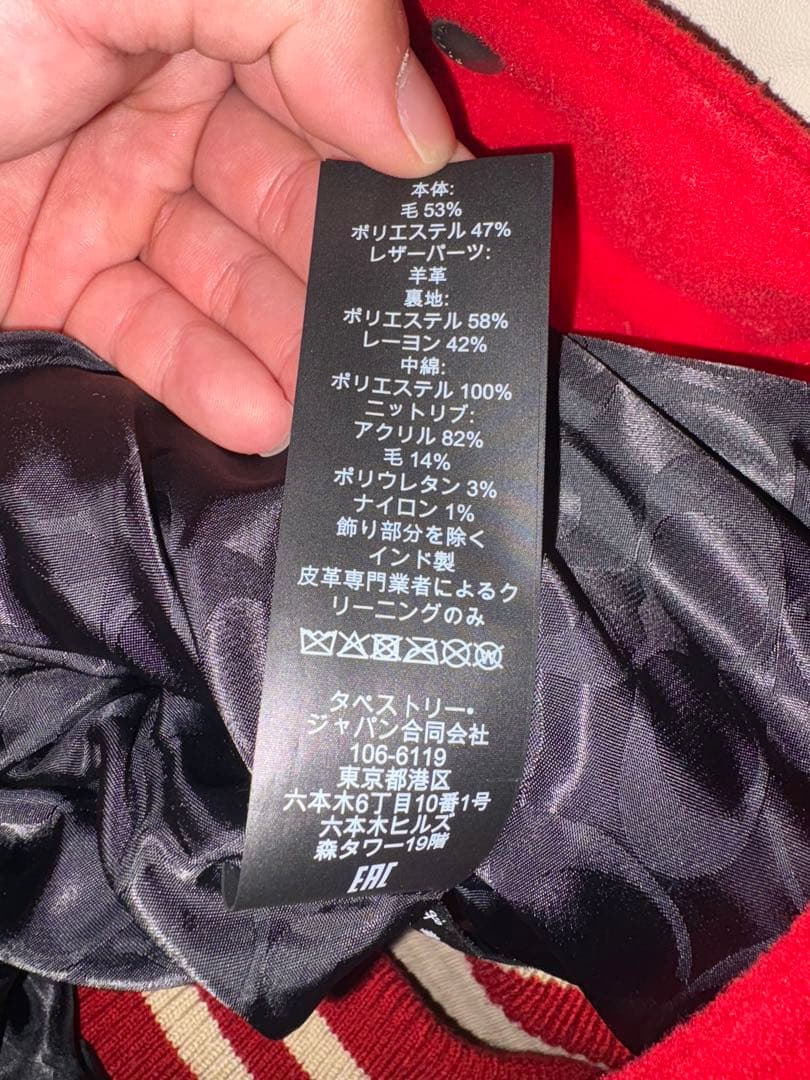 本体:
毛 53%
ポリエステル 47%
レザーパーツ:
羊革
裏地:
ポリエステル 58%
レーヨン 42%
中綿:
ポリエステル 100%
ニットリブ:
アクリル 82%
毛 14%
ポリウレタン 3%
ナイロン 1%
飾り部分を除く
インド製
皮革専門業者によるク
リーニングのみ
W
タペストリー・
ジャパン合同会社
106-6119
東京都港区
六本木6丁目10番1号
六本木ヒルズ
森タワー19階
EAC